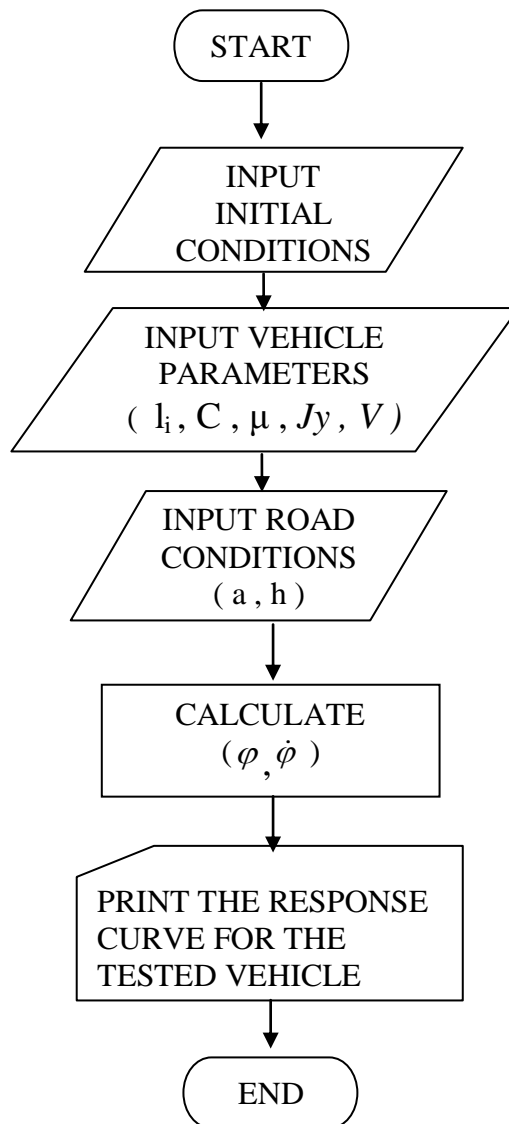 START
INPUT
INITIAL
CONDITIONS
INPUT VEHICLE
PARAMETERS
( lᵢ , C , μ , Jy , V )
INPUT ROAD
CONDITIONS
( a , h )
CALCULATE
( φ , φ̇ )
PRINT THE RESPONSE
CURVE FOR THE
TESTED VEHICLE
END